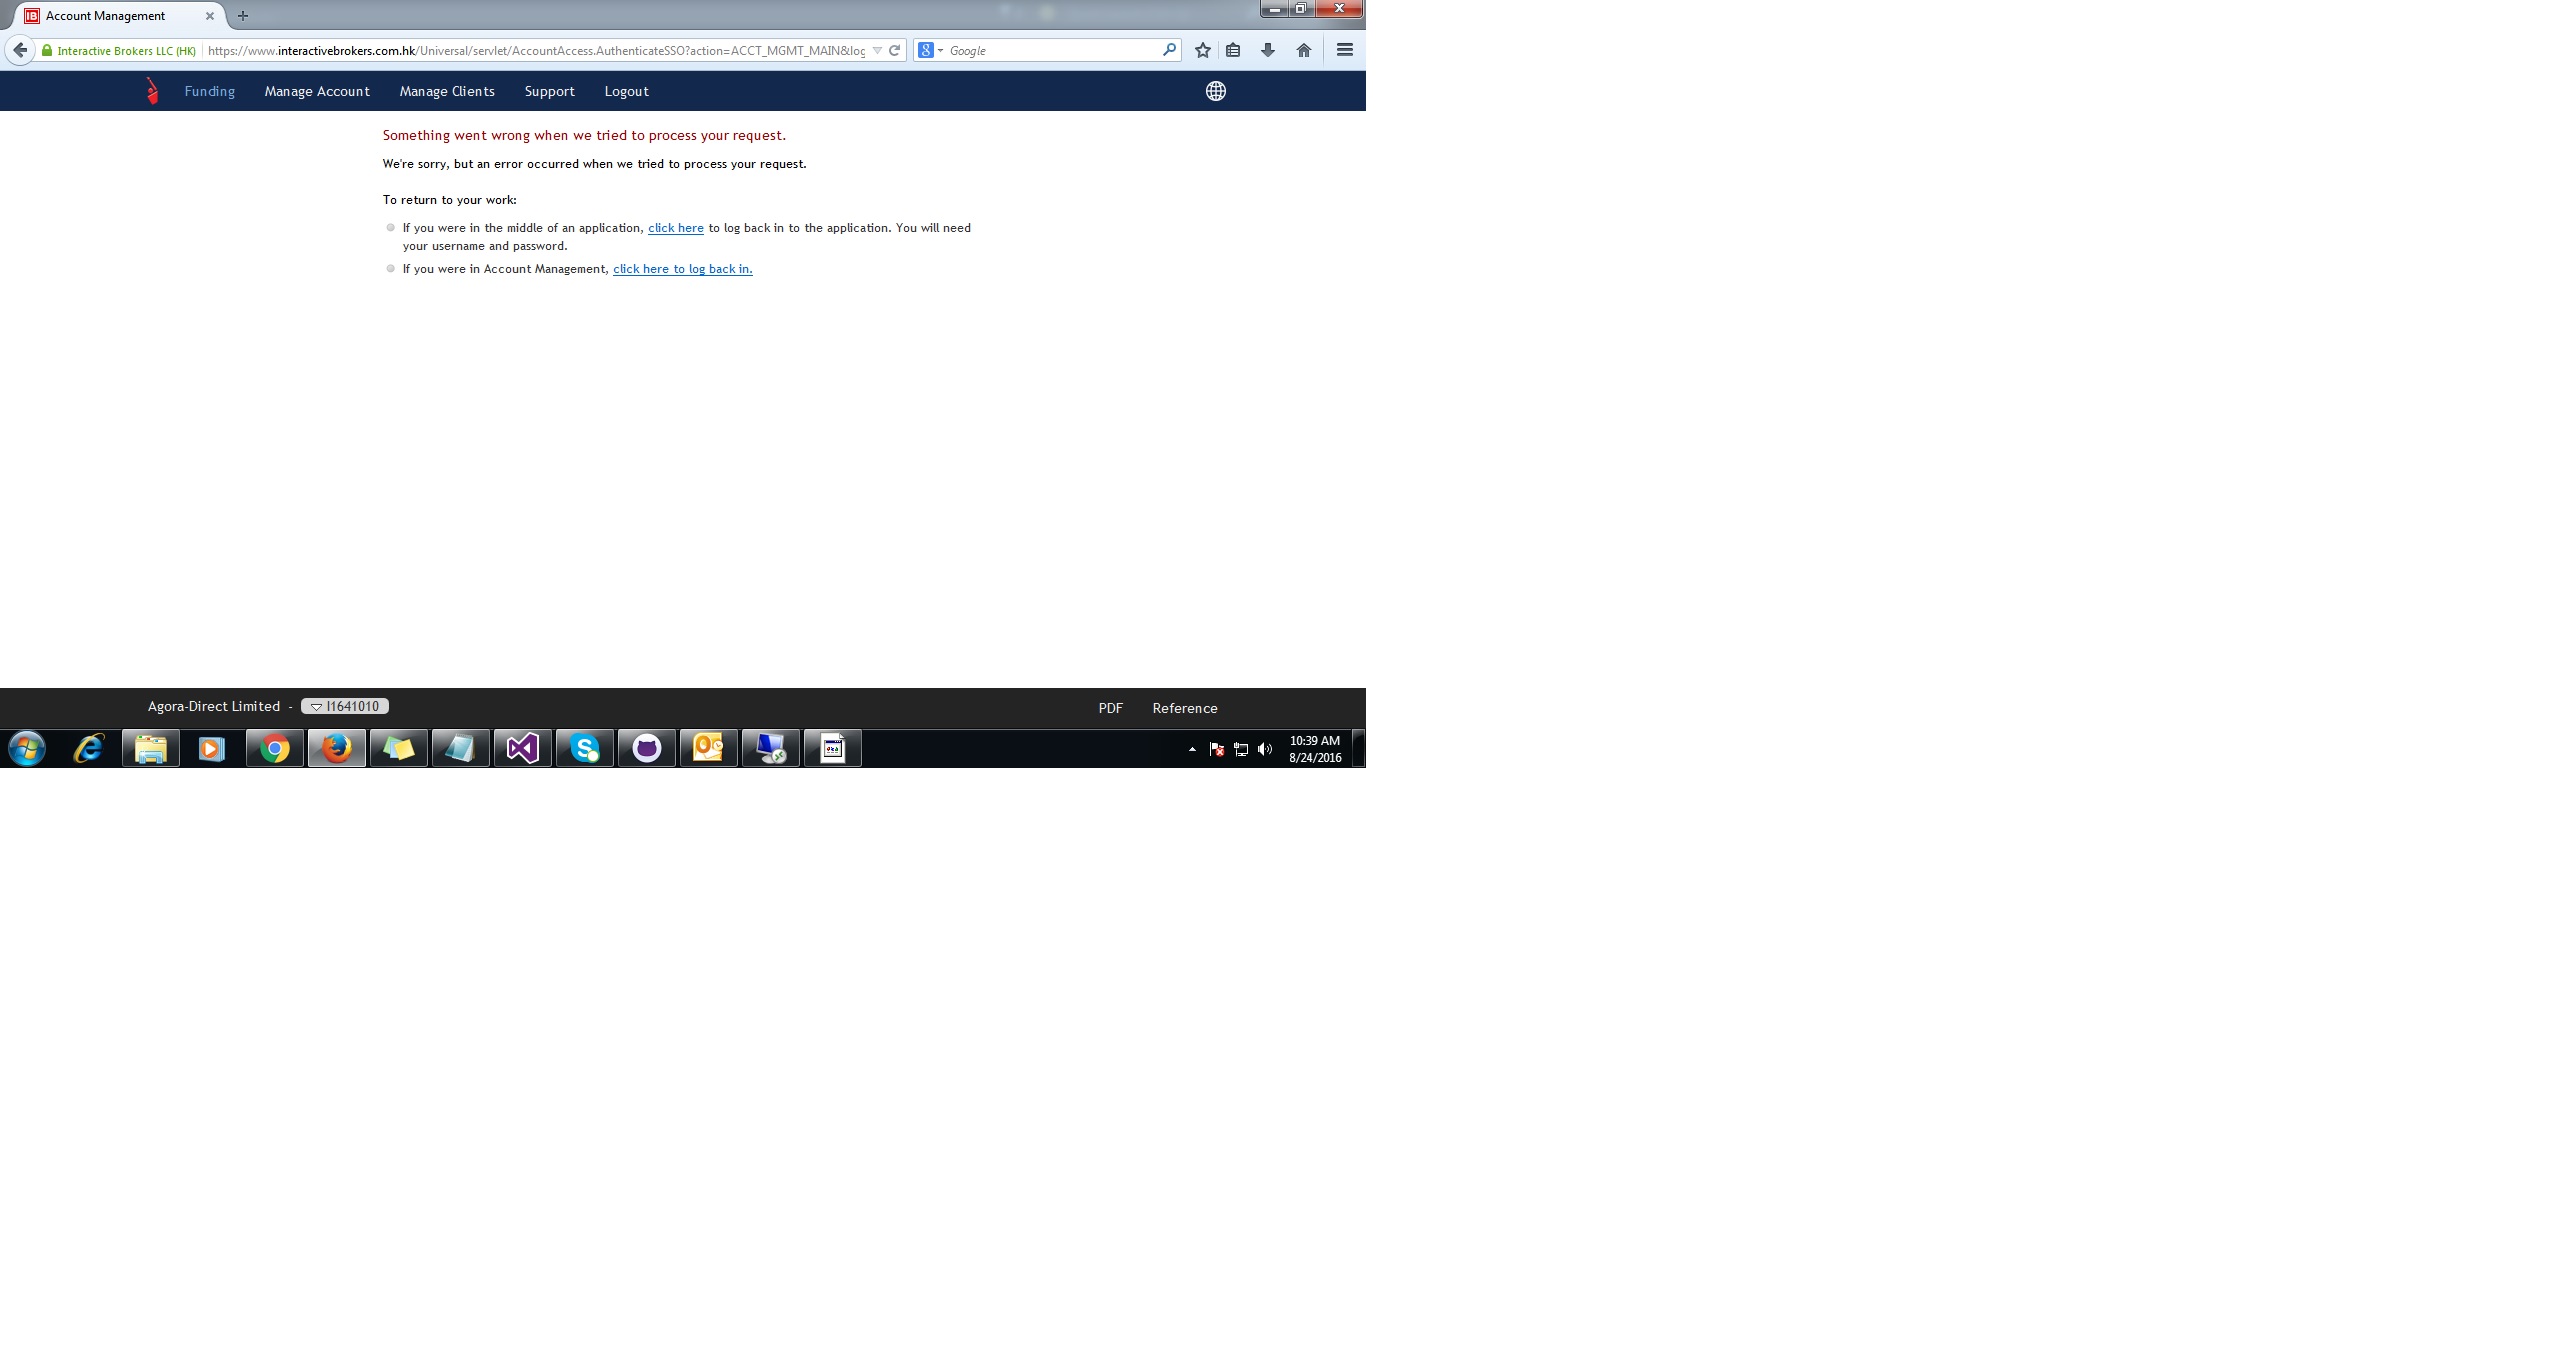 Account Management
Interactive Brokers LLC (HK)
https://www.interactivebrokers.com.hk/Universal/servlet/AccountAccess.AuthenticateSSO?action=ACCT_MGMT_MAIN&log
Google
Funding Manage Account Manage Clients Support Logout
Something went wrong when we tried to process your request.
We're sorry, but an error occurred when we tried to process your request.
To return to your work:
If you were in the middle of an application, click here to log back in to the application. You will need
your username and password.
If you were in Account Management, click here to log back in.
Agora-Direct Limited - I1641010
PDF Reference
10:39 AM
8/24/2016